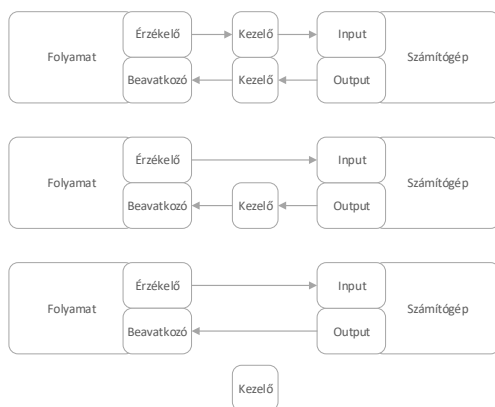 Érzékelő Kezelő Input
Folyamat Számítógép
Beavatkozó Kezelő Output
Érzékelő Input
Folyamat Számítógép
Beavatkozó Kezelő Output
Érzékelő Input
Folyamat Számítógép
Beavatkozó Output
Kezelő